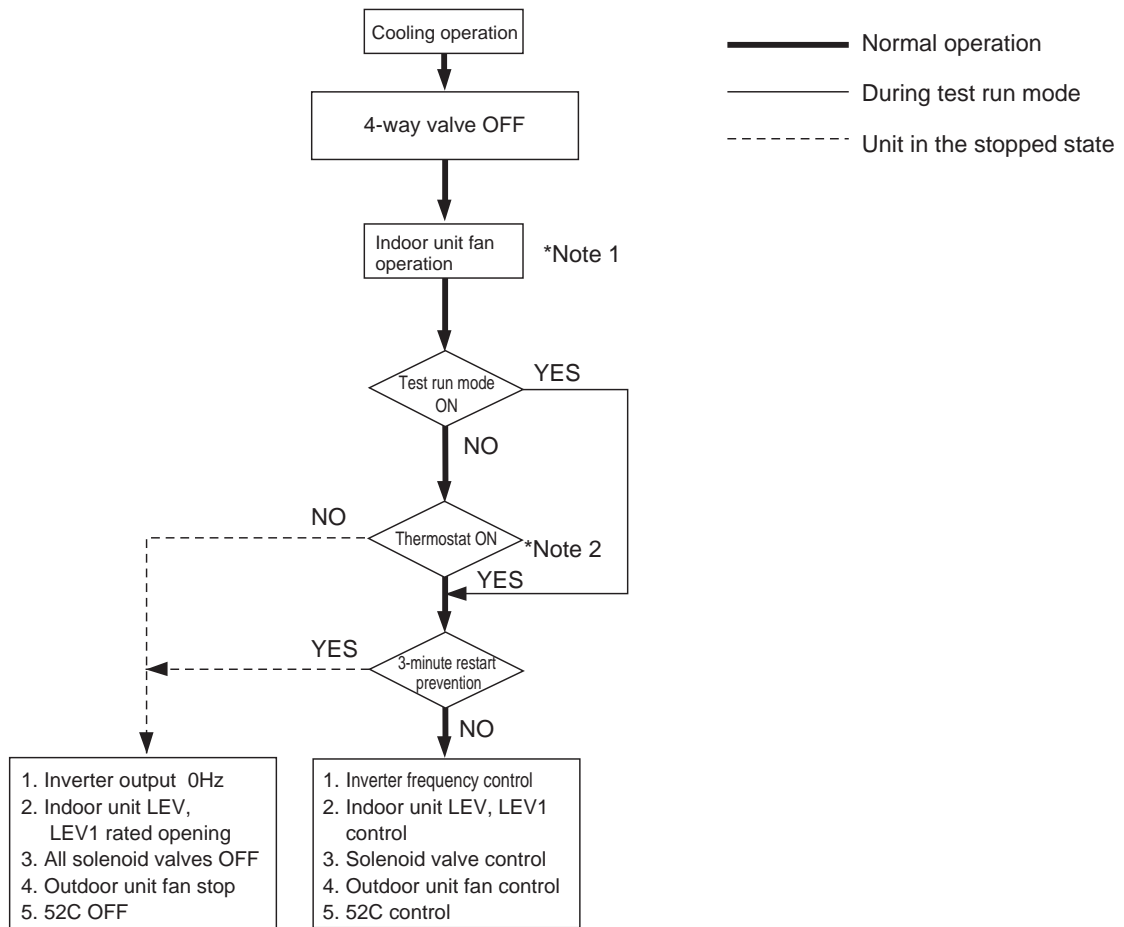 Cooling operation
Normal operation
During test run mode
4-way valve OFF
Unit in the stopped state
Indoor unit fan
operation
*Note 1
Test run mode
ON
YES
NO
NO
Thermostat ON
*Note 2
YES
YES
3-minute restart
prevention
NO
1. Inverter output 0Hz
2. Indoor unit LEV,
LEV1 rated opening
3. All solenoid valves OFF
4. Outdoor unit fan stop
5. 52C OFF
1. Inverter frequency control
2. Indoor unit LEV, LEV1
control
3. Solenoid valve control
4. Outdoor unit fan control
5. 52C control